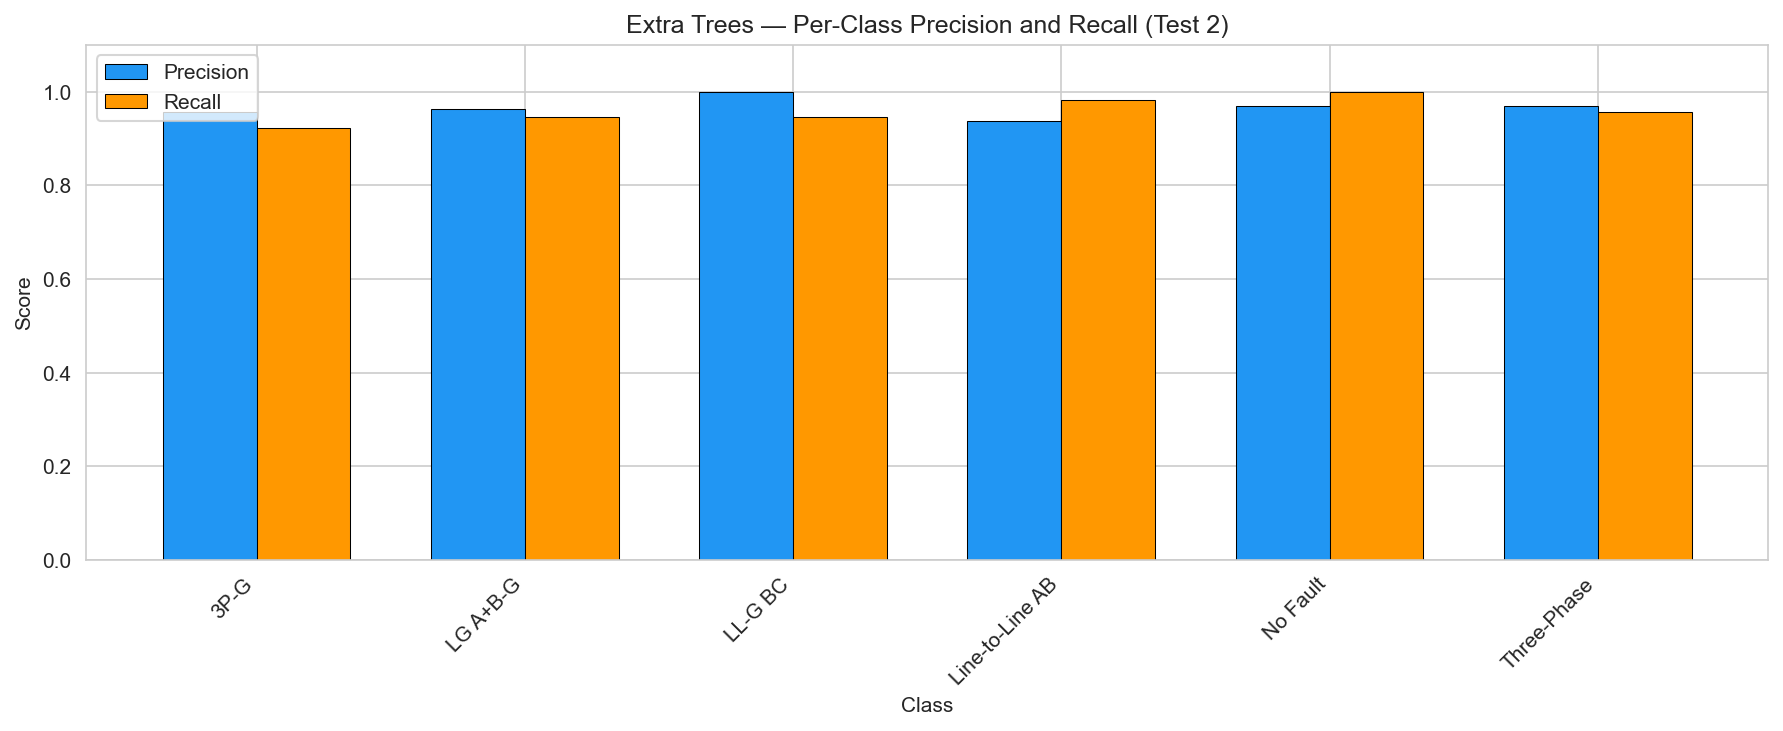 Extra Trees — Per-Class Precision and Recall (Test 2)
Precision
Recall
1.0
0.8
0.6
0.4
0.2
0.0
Score
3P-G
LG A+B-G
LL-G BC
Line-to-Line AB
No Fault
Three-Phase
Class